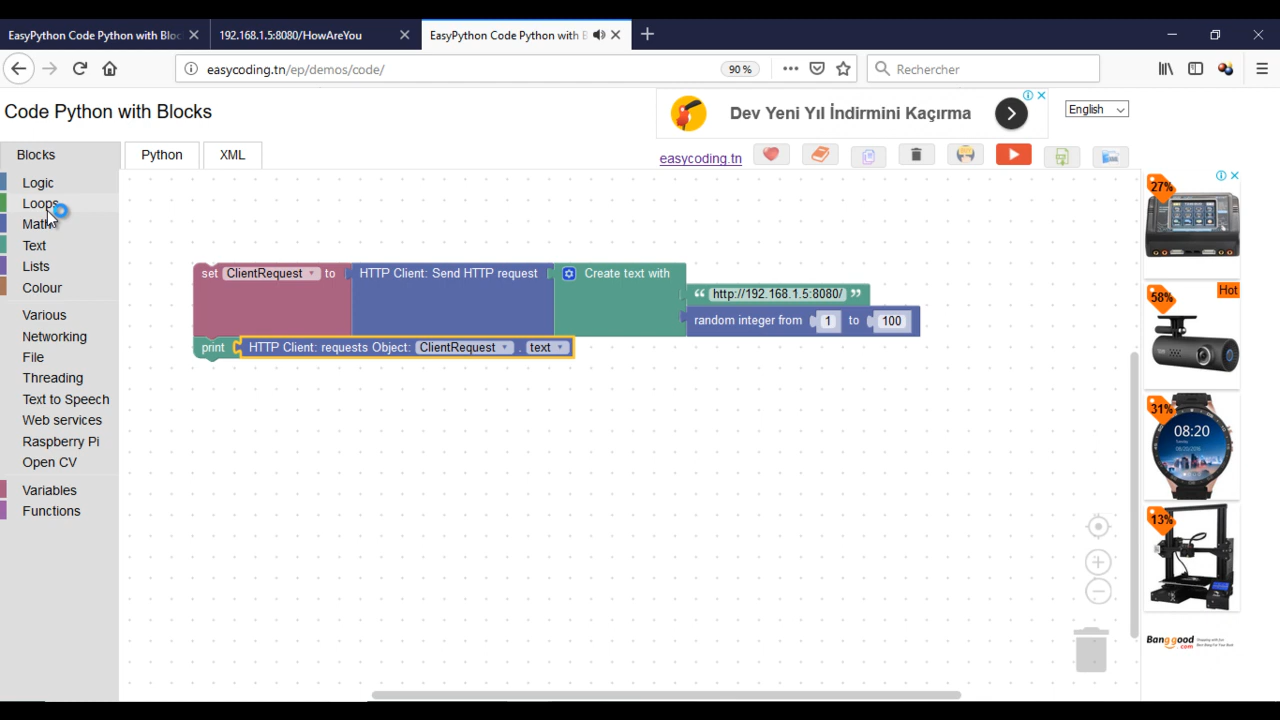 EasyPython Code Python with Bloc
192.168.1.5:8080/HowAreYou
EasyPython Code Python with B
easycoding.tn/ep/demos/code/
90 %
Rechercher
Code Python with Blocks
Dev Yeni Yıl İndirmini Kaçırma
English
Blocks
Python
XML
easycoding.tn
Logic
Loops
Math
Text
Lists
Colour
Various
Networking
File
Threading
Text to Speech
Web services
Raspberry Pi
Open CV
Variables
Functions
set ClientRequest to HTTP Client: Send HTTP request Create text with
“ http://192.168.1.5:8080/ ”
random integer from 1 to 100
print HTTP Client: requests Object: ClientRequest . text
27%
58%
Hot
31%
08:20
13%
Banggood.com